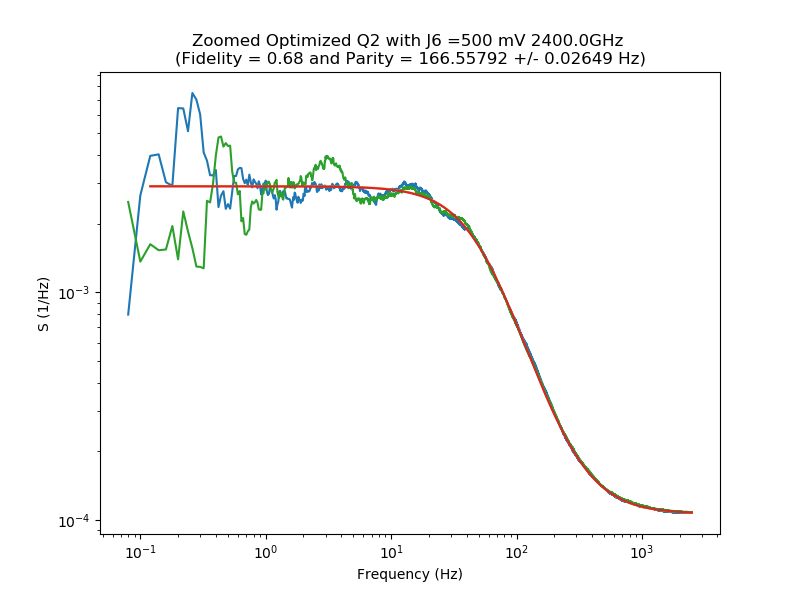 Zoomed Optimized Q2 with J6 =500 mV 2400.0GHz
(Fidelity = 0.68 and Parity = 166.55792 +/- 0.02649 Hz)
S (1/Hz)
10⁻³
10⁻⁴
10⁻¹ 10⁰ 10¹ 10² 10³
Frequency (Hz)